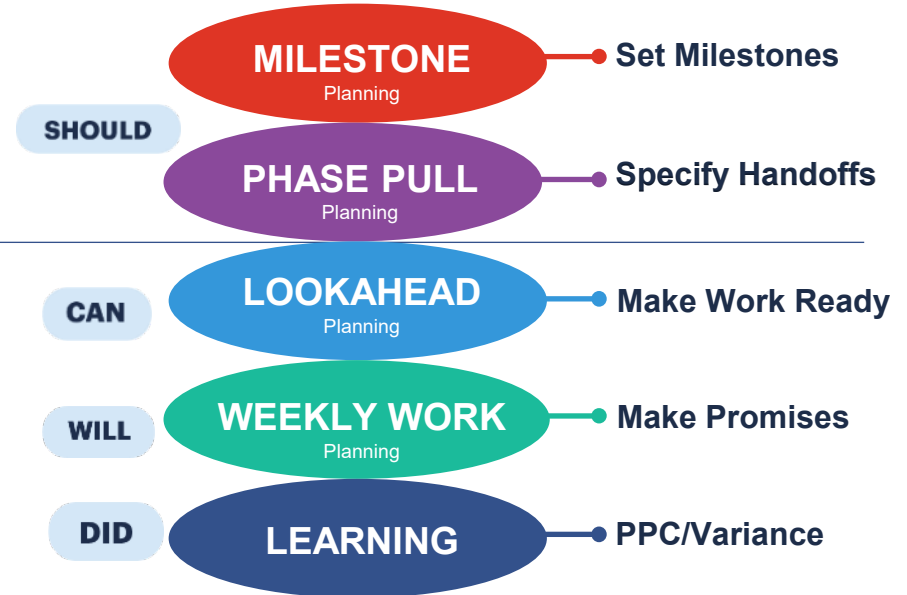 MILESTONE
Planning
Set Milestones
SHOULD
PHASE PULL
Planning
Specify Handoffs
CAN
LOOKAHEAD
Planning
Make Work Ready
WILL
WEEKLY WORK
Planning
Make Promises
DID
LEARNING
PPC/Variance